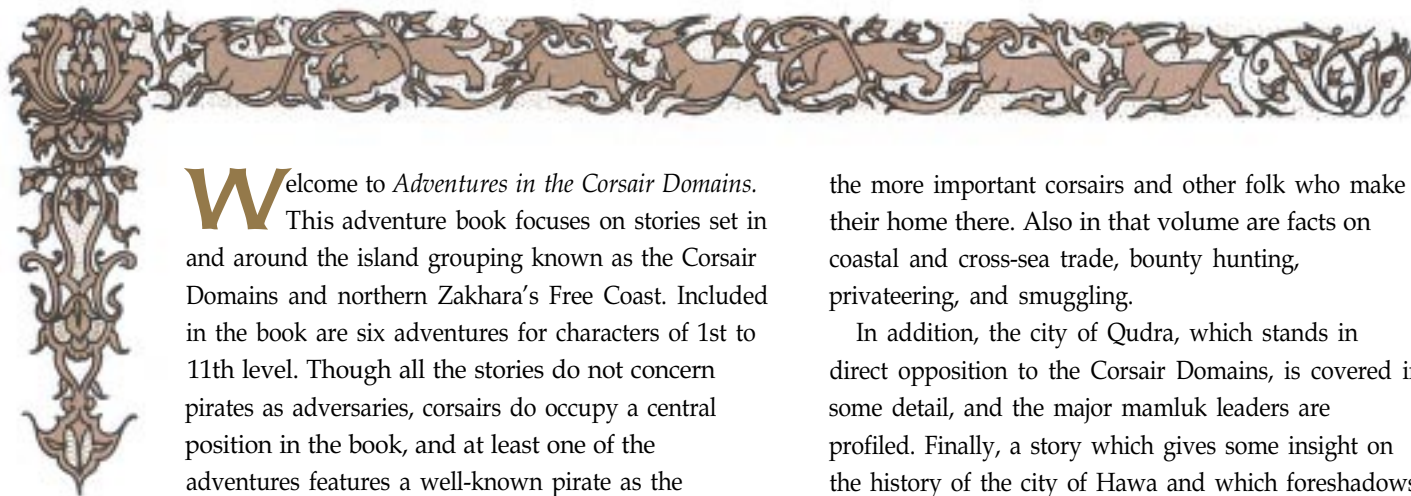 Welcome to Adventures in the Corsair Domains.
This adventure book focuses on stories set in
and around the island grouping known as the Corsair
Domains and northern Zakhara’s Free Coast. Included
in the book are six adventures for characters of 1st to
11th level. Though all the stories do not concern
pirates as adversaries, corsairs do occupy a central
position in the book, and at least one of the
adventures features a well-known pirate as the
the more important corsairs and other folk who make
their home there. Also in that volume are facts on
coastal and cross-sea trade, bounty hunting,
privateering, and smuggling.
In addition, the city of Qudra, which stands in
direct opposition to the Corsair Domains, is covered
some detail, and the major mamluk leaders are
profiled. Finally, a story which gives some insight on
the history of the city of Hawa and which foreshadows